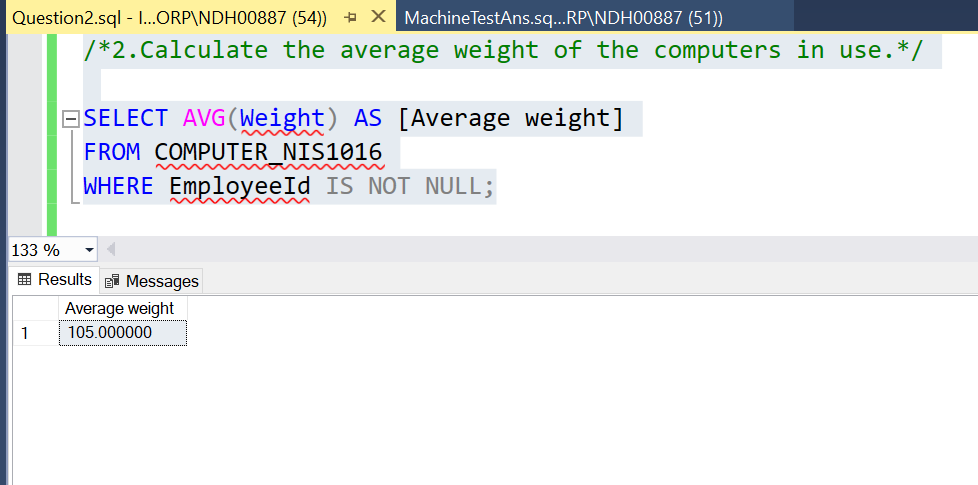 Question2.sql - I...ORP\NDH00887 (54))
MachineTestAns.sq...RP\NDH00887 (51))
/*2.Calculate the average weight of the computers in use.*/
SELECT AVG(Weight) AS [Average weight]
FROM COMPUTER_NIS1016
WHERE EmployeeId IS NOT NULL;
133 %
Results Messages
Average weight
1 105.000000